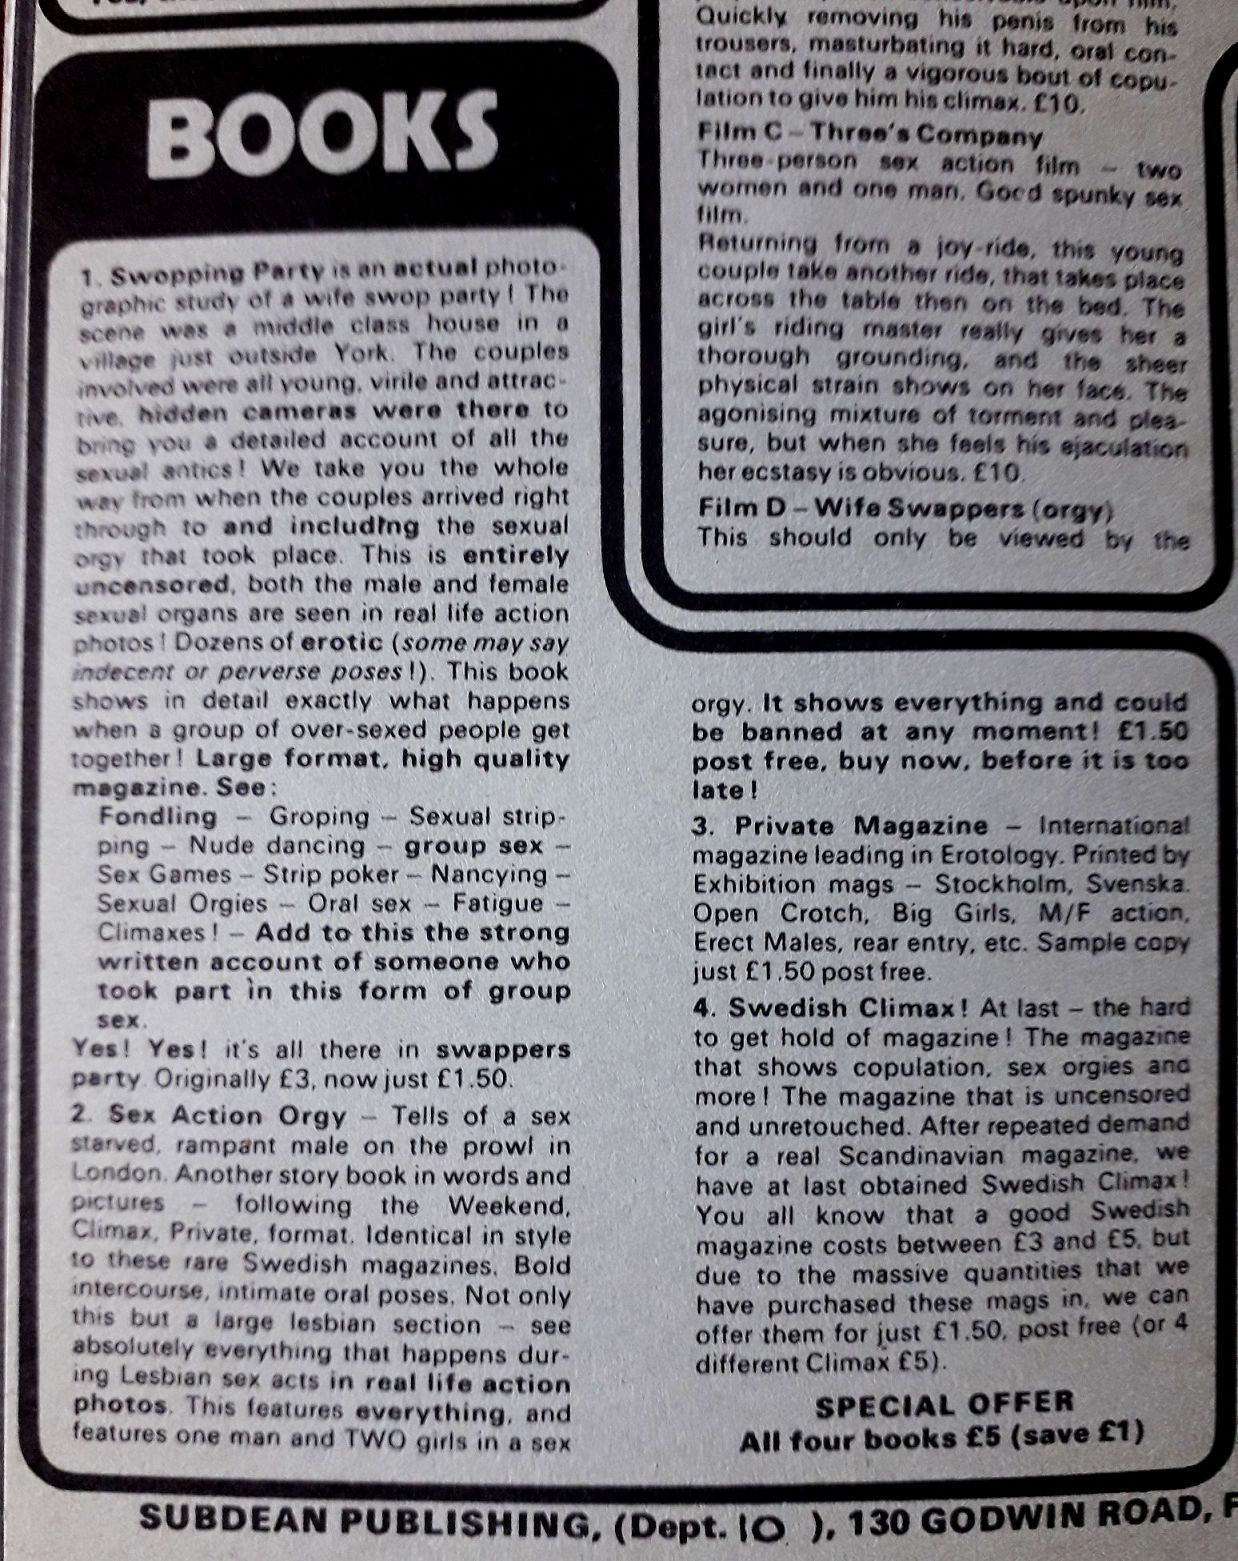 BOOKS
1. Swopping Party is an actual photo-
graphic study of a wife swop party! The
scene was a middle class house in a
village just outside York. The couples
involved were all young, virile and attrac-
tive, hidden cameras were there to
bring you a detailed account of all the
sexual antics! We take you the whole
way from when the couples arrived right
through to and including the sexual
orgy that took place. This is entirely
uncensored, both the male and female
sexual organs are seen in real life action
photos! Dozens of erotic (some may say
indecent or perverse poses!). This book
shows in detail exactly what happens
when a group of over-sexed people get
together! Large format, high quality
magazine. See:
Fondling – Groping – Sexual strip-
ping – Nude dancing – group sex –
Sex Games – Strip poker – Nancying –
Sexual Orgies – Oral sex – Fatigue –
Climaxes! – Add to this the strong
written account of someone who
took part in this form of group
sex.
Yes! Yes! it's all there in swappers
party. Originally £3, now just £1.50.
2. Sex Action Orgy – Tells of a sex
starved, rampant male on the prowl in
London. Another story book in words and
pictures – following the Weekend,
Climax, Private, format. Identical in style
to these rare Swedish magazines. Bold
intercourse, intimate oral poses. Not only
this but a large lesbian section – see
absolutely everything that happens dur-
ing Lesbian sex acts in real life action
photos. This features everything, and
features one man and TWO girls in a sex
Quickly removing his penis from his
trousers, masturbating it hard, oral con-
tact and finally a vigorous bout of copu-
lation to give him his climax. £10.
Film C – Three's Company
Three-person sex action film – two
women and one man. Good spunky sex
film.
Returning from a joy-ride, this young
couple take another ride, that takes place
across the table then on the bed. The
girl's riding master really gives her a
thorough grounding, and the sheer
physical strain shows on her face. The
agonising mixture of torment and plea-
sure, but when she feels his ejaculation
her ecstasy is obvious. £10.
Film D – Wife Swappers (orgy)
This should only be viewed by the
orgy. It shows everything and could
be banned at any moment! £1.50
post free, buy now, before it is too
late!
3. Private Magazine – International
magazine leading in Erotology. Printed by
Exhibition mags – Stockholm, Svenska.
Open Crotch, Big Girls, M/F action,
Erect Males, rear entry, etc. Sample copy
just £1.50 post free.
4. Swedish Climax! At last – the hard
to get hold of magazine! The magazine
that shows copulation, sex orgies and
more! The magazine that is uncensored
and unretouched. After repeated demand
for a real Scandinavian magazine, we
have at last obtained Swedish Climax!
You all know that a good Swedish
magazine costs between £3 and £5, but
due to the massive quantities that we
have purchased these mags in, we can
offer them for just £1.50, post free (or 4
different Climax £5).
SPECIAL OFFER
All four books £5 (save £1)
SUBDEAN PUBLISHING, (Dept. 10 ), 130 GODWIN ROAD,